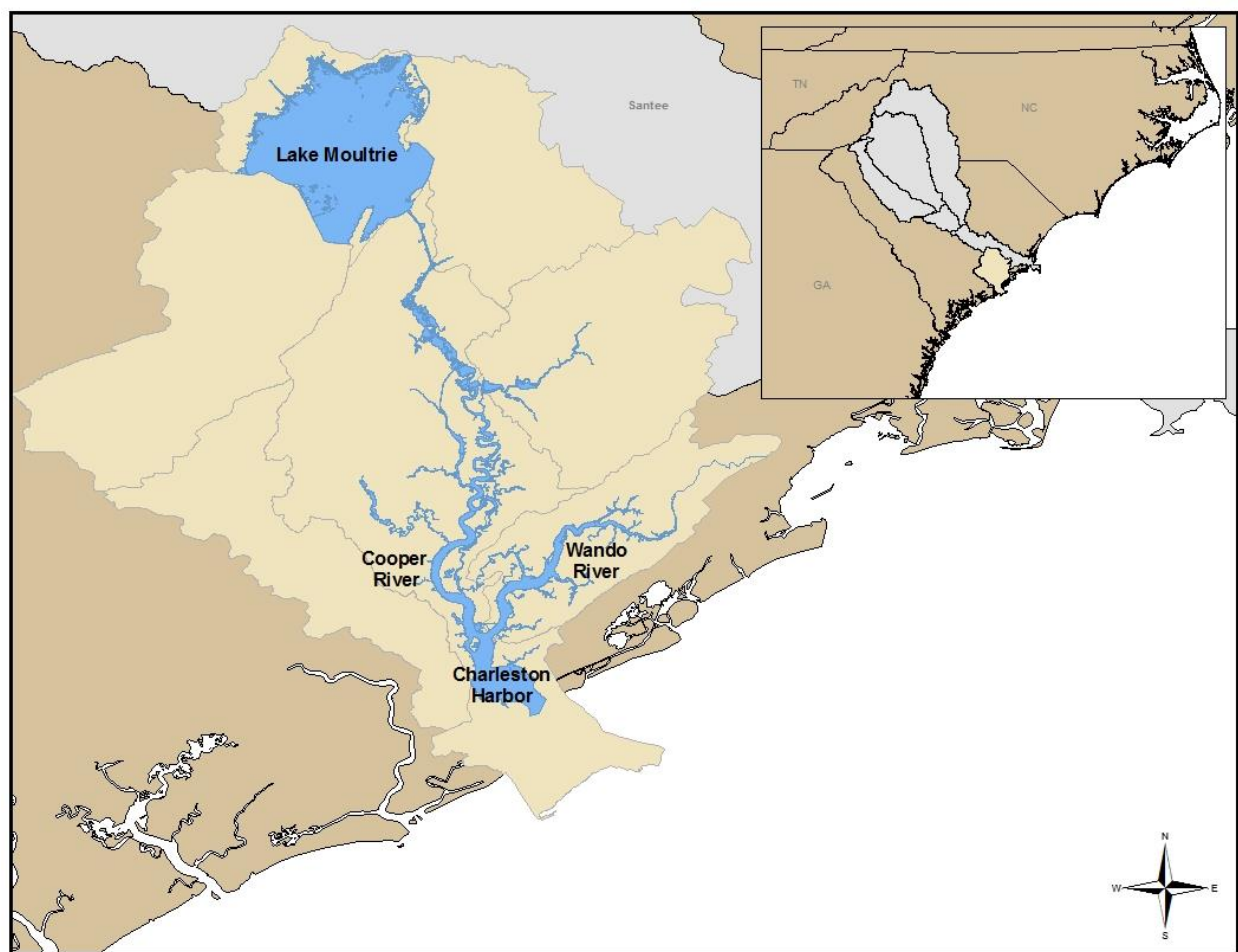 Santee
Lake Moultrie
TN
NC
GA
Cooper
River
Wando
River
Charleston
Harbor
N
W
E
S